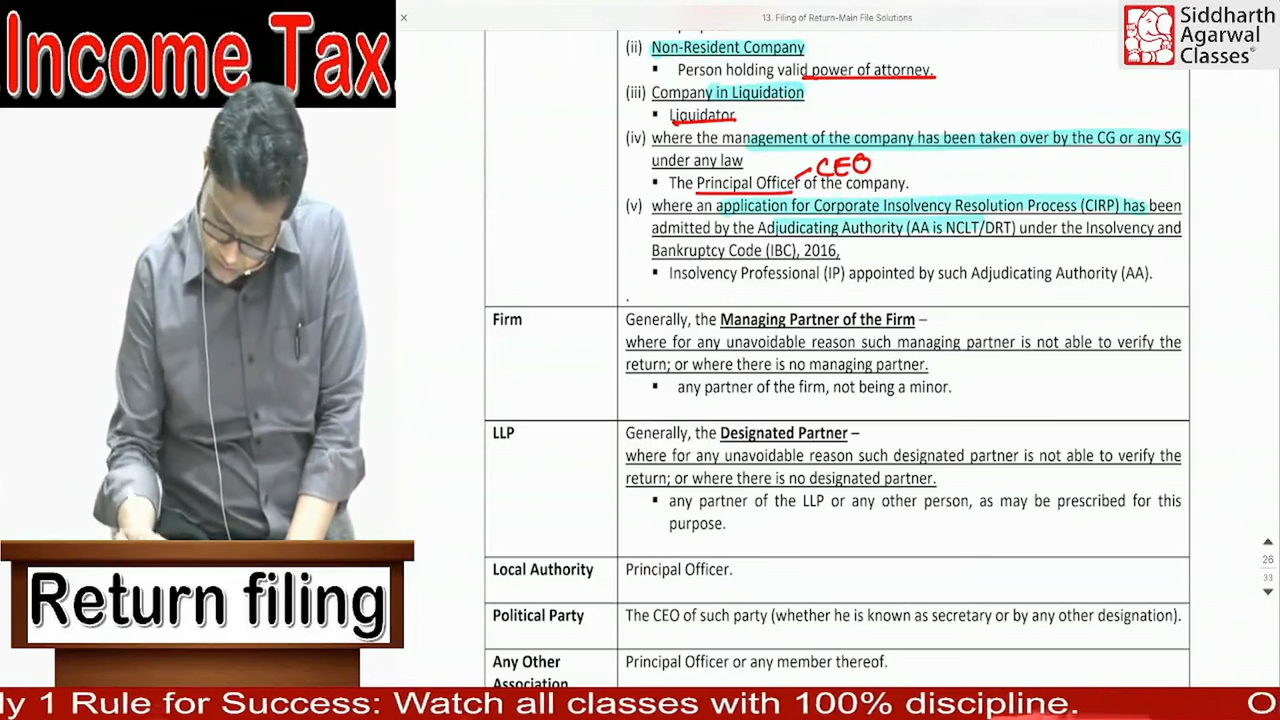 Income Tax
13. Filing of Return-Main File Solutions
Siddharth
Agarwal
Classes
(ii) Non-Resident Company
▪ Person holding valid power of attorney.
(iii) Company in Liquidation
▪ Liquidator
(iv) where the management of the company has been taken over by the CG or any SG
under any law
CEO
▪ The Principal Officer of the company.
(v) where an application for Corporate Insolvency Resolution Process (CIRP) has been
admitted by the Adjudicating Authority (AA is NCLT/DRT) under the Insolvency and
Bankruptcy Code (IBC), 2016,
▪ Insolvency Professional (IP) appointed by such Adjudicating Authority (AA).
.
Firm
Generally, the Managing Partner of the Firm –
where for any unavoidable reason such managing partner is not able to verify the
return; or where there is no managing partner.
▪ any partner of the firm, not being a minor.
LLP
Generally, the Designated Partner –
where for any unavoidable reason such designated partner is not able to verify the
return; or where there is no designated partner.
▪ any partner of the LLP or any other person, as may be prescribed for this
purpose.
Local Authority
Principal Officer.
Political Party
The CEO of such party (whether he is known as secretary or by any other designation).
Any Other
Association
Principal Officer or any member thereof.
26
33
Return filing
ly 1 Rule for Success: Watch all classes with 100% discipline. O